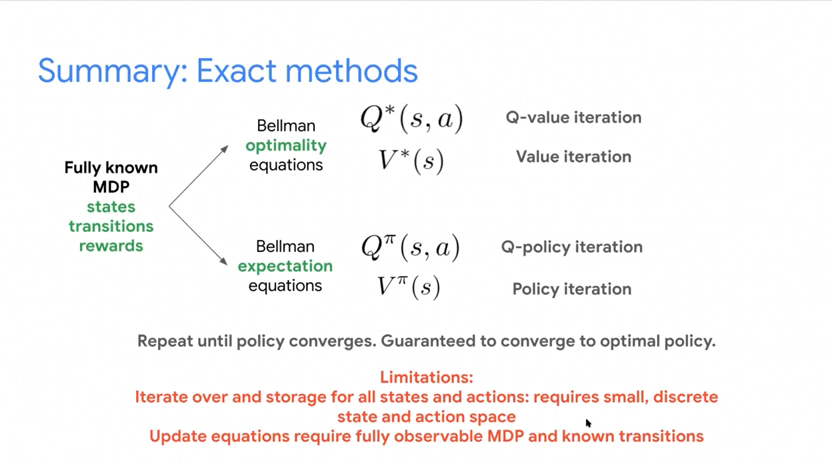 Summary: Exact methods
Fully known
MDP
states
transitions
rewards
Bellman
optimality
equations
Q*(s, a)
Q-value iteration
V*(s)
Value iteration
Bellman
expectation
equations
Q^π(s, a)
Q-policy iteration
V^π(s)
Policy iteration
Repeat until policy converges. Guaranteed to converge to optimal policy.
Limitations:
Iterate over and storage for all states and actions: requires small, discrete
state and action space
Update equations require fully observable MDP and known transitions